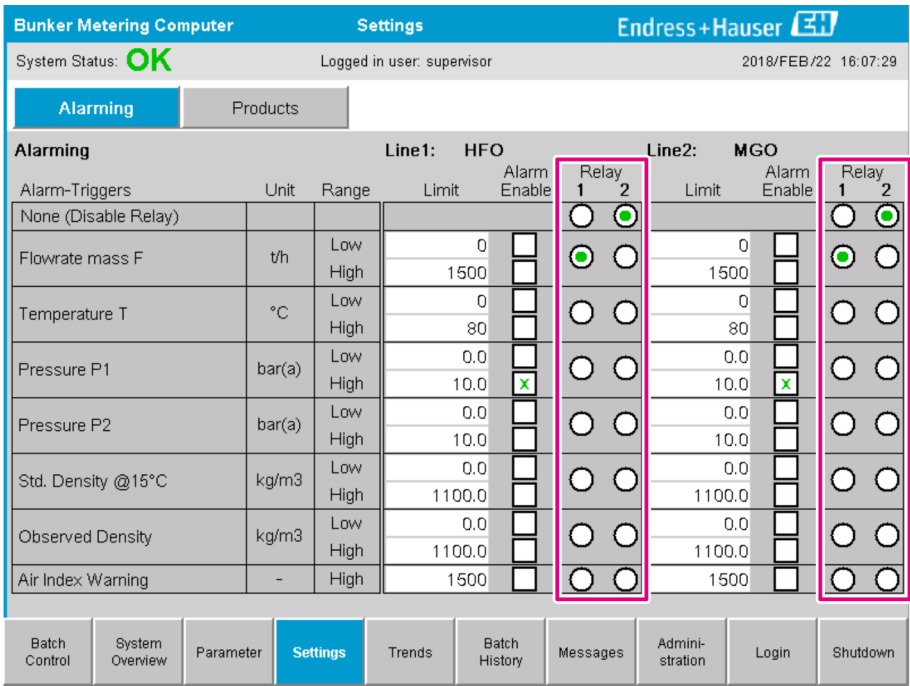 Bunker Metering Computer Settings Endress+Hauser EH
System Status: OK Logged in user: supervisor 2018/FEB/22 16:07:29
Alarming Products
Alarming Line1: HFO Line2: MGO
Alarm Relay Alarm Relay
Alarm-Triggers Unit Range Limit Enable 1 2 Limit Enable 1 2
None (Disable Relay)
Flowrate mass F t/h
Low 0 0
High 1500 1500
Temperature T °C
Low 0 0
High 80 80
Pressure P1 bar(a)
Low 0.0 0.0
High 10.0 x 10.0 x
Pressure P2 bar(a)
Low 0.0 0.0
High 10.0 10.0
Std. Density @15°C kg/m3
Low 0.0 0.0
High 1100.0 1100.0
Observed Density kg/m3
Low 0.0 0.0
High 1100.0 1100.0
Air Index Warning - High 1500 1500
Batch Control
System Overview
Parameter
Settings
Trends
Batch History
Messages
Admini-
stration
Login
Shutdown